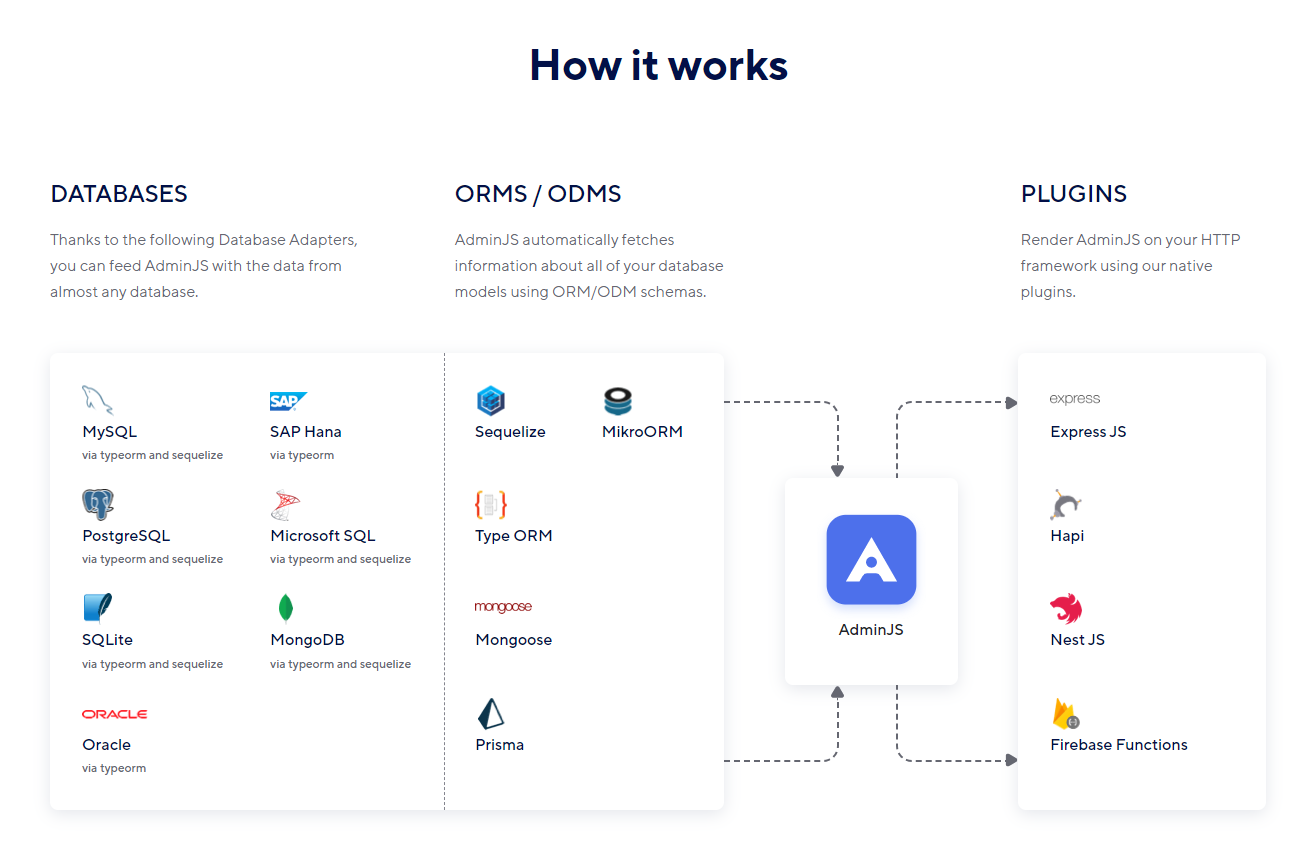 How it works
DATABASES
Thanks to the following Database Adapters,
you can feed AdminJS with the data from
almost any database.
ORMS / ODMS
AdminJS automatically fetches
information about all of your database
models using ORM/ODM schemas.
PLUGINS
Render AdminJS on your HTTP
framework using our native
plugins.
MySQL
via typeorm and sequelize
SAP
SAP Hana
via typeorm
PostgreSQL
via typeorm and sequelize
Microsoft SQL
via typeorm and sequelize
SQLite
via typeorm and sequelize
MongoDB
via typeorm and sequelize
ORACLE
Oracle
via typeorm
Sequelize
MikroORM
Type ORM
mongoose
Mongoose
Prisma
AdminJS
express
Express JS
Hapi
Nest JS
Firebase Functions